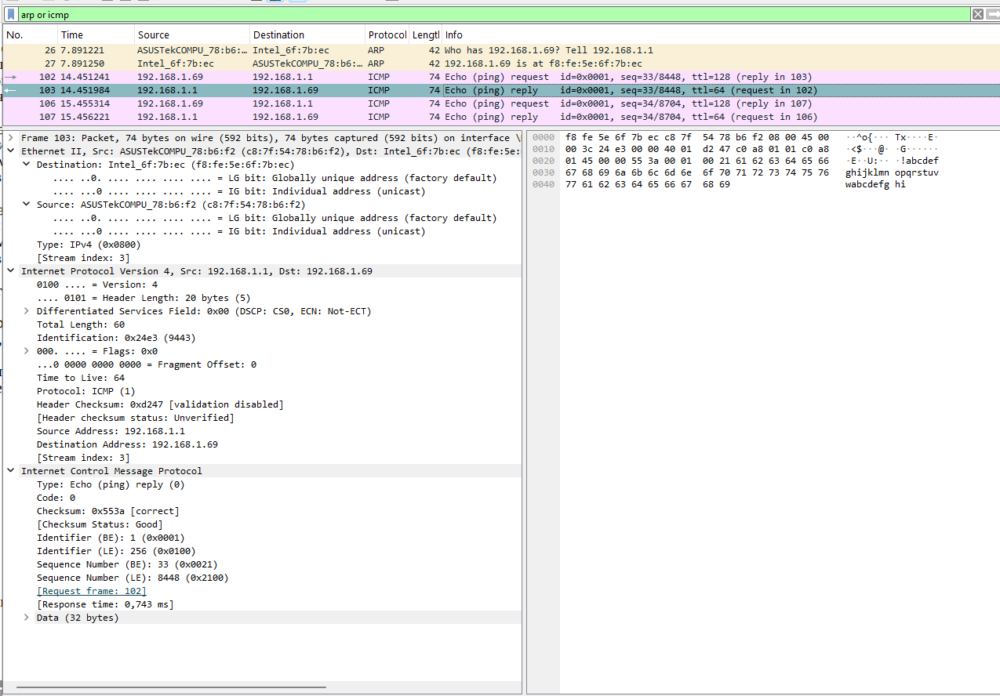 arp or icmp
No. Time Source Destination Protocol Lengtl Info
26 7.891221 ASUSTekCOMPU_78:b6:… Intel_6f:7b:ec ARP 42 Who has 192.168.1.69? Tell 192.168.1.1
27 7.891250 Intel_6f:7b:ec ASUSTekCOMPU_78:b6:… ARP 42 192.168.1.69 is at f8:fe:5e:6f:7b:ec
102 14.451241 192.168.1.69 192.168.1.1 ICMP 74 Echo (ping) request id=0x0001, seq=33/8448, ttl=128 (reply in 103)
103 14.451984 192.168.1.1 192.168.1.69 ICMP 74 Echo (ping) reply id=0x0001, seq=33/8448, ttl=64 (request in 102)
106 15.455314 192.168.1.69 192.168.1.1 ICMP 74 Echo (ping) request id=0x0001, seq=34/8704, ttl=128 (reply in 107)
107 15.456221 192.168.1.1 192.168.1.69 ICMP 74 Echo (ping) reply id=0x0001, seq=34/8704, ttl=64 (request in 106)
Frame 103: Packet, 74 bytes on wire (592 bits), 74 bytes captured (592 bits) on interface \
Ethernet II, Src: ASUSTekCOMPU_78:b6:f2 (c8:7f:54:78:b6:f2), Dst: Intel_6f:7b:ec (f8:fe:5e:
Destination: Intel_6f:7b:ec (f8:fe:5e:6f:7b:ec)
.... ..0. .... .... .... .... = LG bit: Globally unique address (factory default)
.... ...0 .... .... .... .... = IG bit: Individual address (unicast)
Source: ASUSTekCOMPU_78:b6:f2 (c8:7f:54:78:b6:f2)
.... ..0. .... .... .... .... = LG bit: Globally unique address (factory default)
.... ...0 .... .... .... .... = IG bit: Individual address (unicast)
Type: IPv4 (0x0800)
[Stream index: 3]
Internet Protocol Version 4, Src: 192.168.1.1, Dst: 192.168.1.69
0100 .... = Version: 4
.... 0101 = Header Length: 20 bytes (5)
Differentiated Services Field: 0x00 (DSCP: CS0, ECN: Not-ECT)
Total Length: 60
Identification: 0x24e3 (9443)
000. .... = Flags: 0x0
...0 0000 0000 0000 = Fragment Offset: 0
Time to Live: 64
Protocol: ICMP (1)
Header Checksum: 0xd247 [validation disabled]
[Header checksum status: Unverified]
Source Address: 192.168.1.1
Destination Address: 192.168.1.69
[Stream index: 3]
Internet Control Message Protocol
Type: Echo (ping) reply (0)
Code: 0
Checksum: 0x553a [correct]
[Checksum Status: Good]
Identifier (BE): 1 (0x0001)
Identifier (LE): 256 (0x0100)
Sequence Number (BE): 33 (0x0021)
Sequence Number (LE): 8448 (0x2100)
[Request frame: 102]
[Response time: 0,743 ms]
Data (32 bytes)
0000 f8 fe 5e 6f 7b ec c8 7f 54 78 b6 f2 08 00 45 00 ··^o{··· Tx····E·
0010 00 3c 24 e3 00 00 40 01 d2 47 c0 a8 01 01 c0 a8 ·<$···@· ·G······
0020 01 45 00 00 55 3a 00 01 00 21 61 62 63 64 65 66 ·E··U:·· ·!abcdef
0030 67 68 69 6a 6b 6c 6d 6e 6f 70 71 72 73 74 75 76 ghijklmn opqrstuv
0040 77 61 62 63 64 65 66 67 68 69 wabcdefg hi